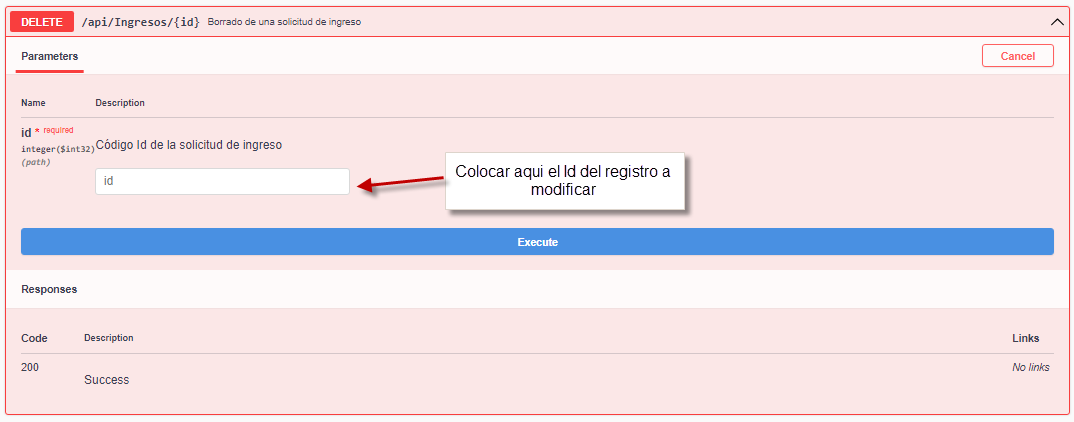 DELETE /api/Ingresos/{id} Borrado de una solicitud de ingreso
Parameters Cancel
Name Description
id * required
integer($int32)
(path)
Código Id de la solicitud de ingreso
id
Colocar aqui el Id del registro a
modificar
Execute
Responses
Code Description Links
200 No links
Success